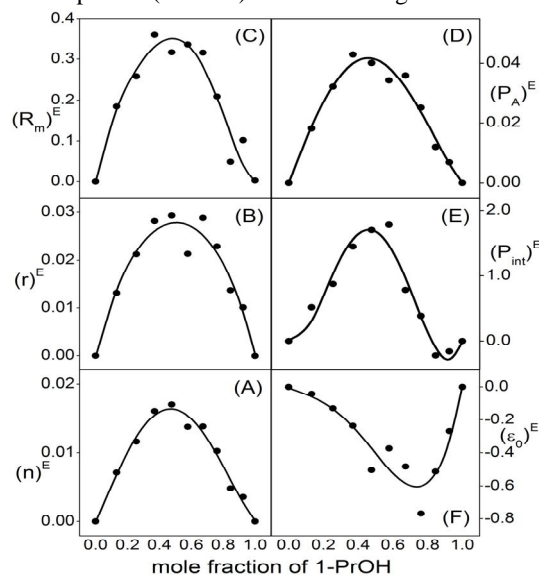 0.4 (C) (D)
0.3 0.04
(R_m)^E 0.2 (P_A)^E
0.1 0.02
0.0 0.00
0.03 (B) (E) 2.0
(r)^E 0.02 (P_int)^E
0.01 1.0
0.00 0.0
0.02 (A) 0.0
-0.2
(n)^E 0.01 -0.4 (ε_o)^E
-0.6
0.00 (F) -0.8
0.0 0.2 0.4 0.6 0.8 1.0 0.0 0.2 0.4 0.6 0.8 1.0
mole fraction of 1-PrOH